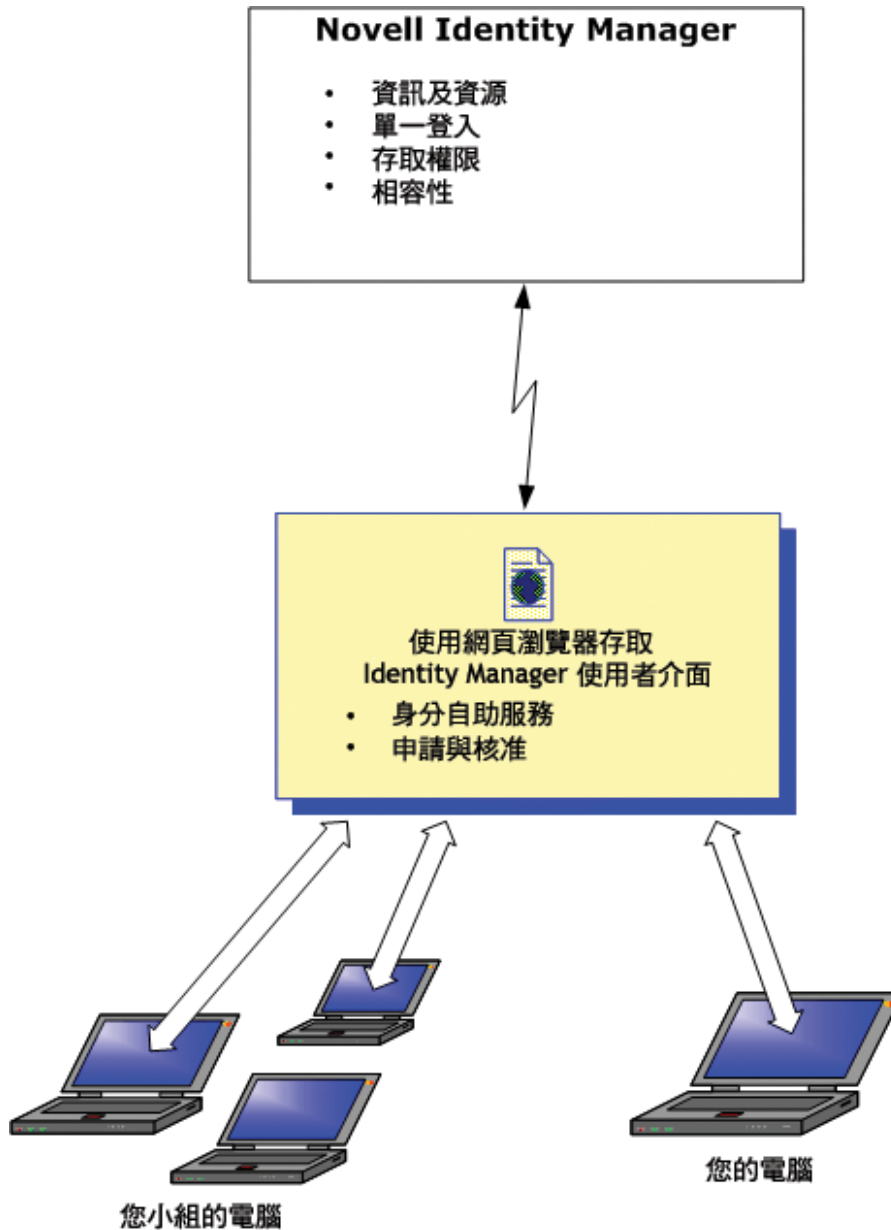 Novell Identity Manager
• 資訊及資源
• 單一登入
• 存取權限
• 相容性
使用網頁瀏覽器存取
Identity Manager 使用者介面
• 身分自助服務
• 申請與核准
您的電腦
您小組的電腦